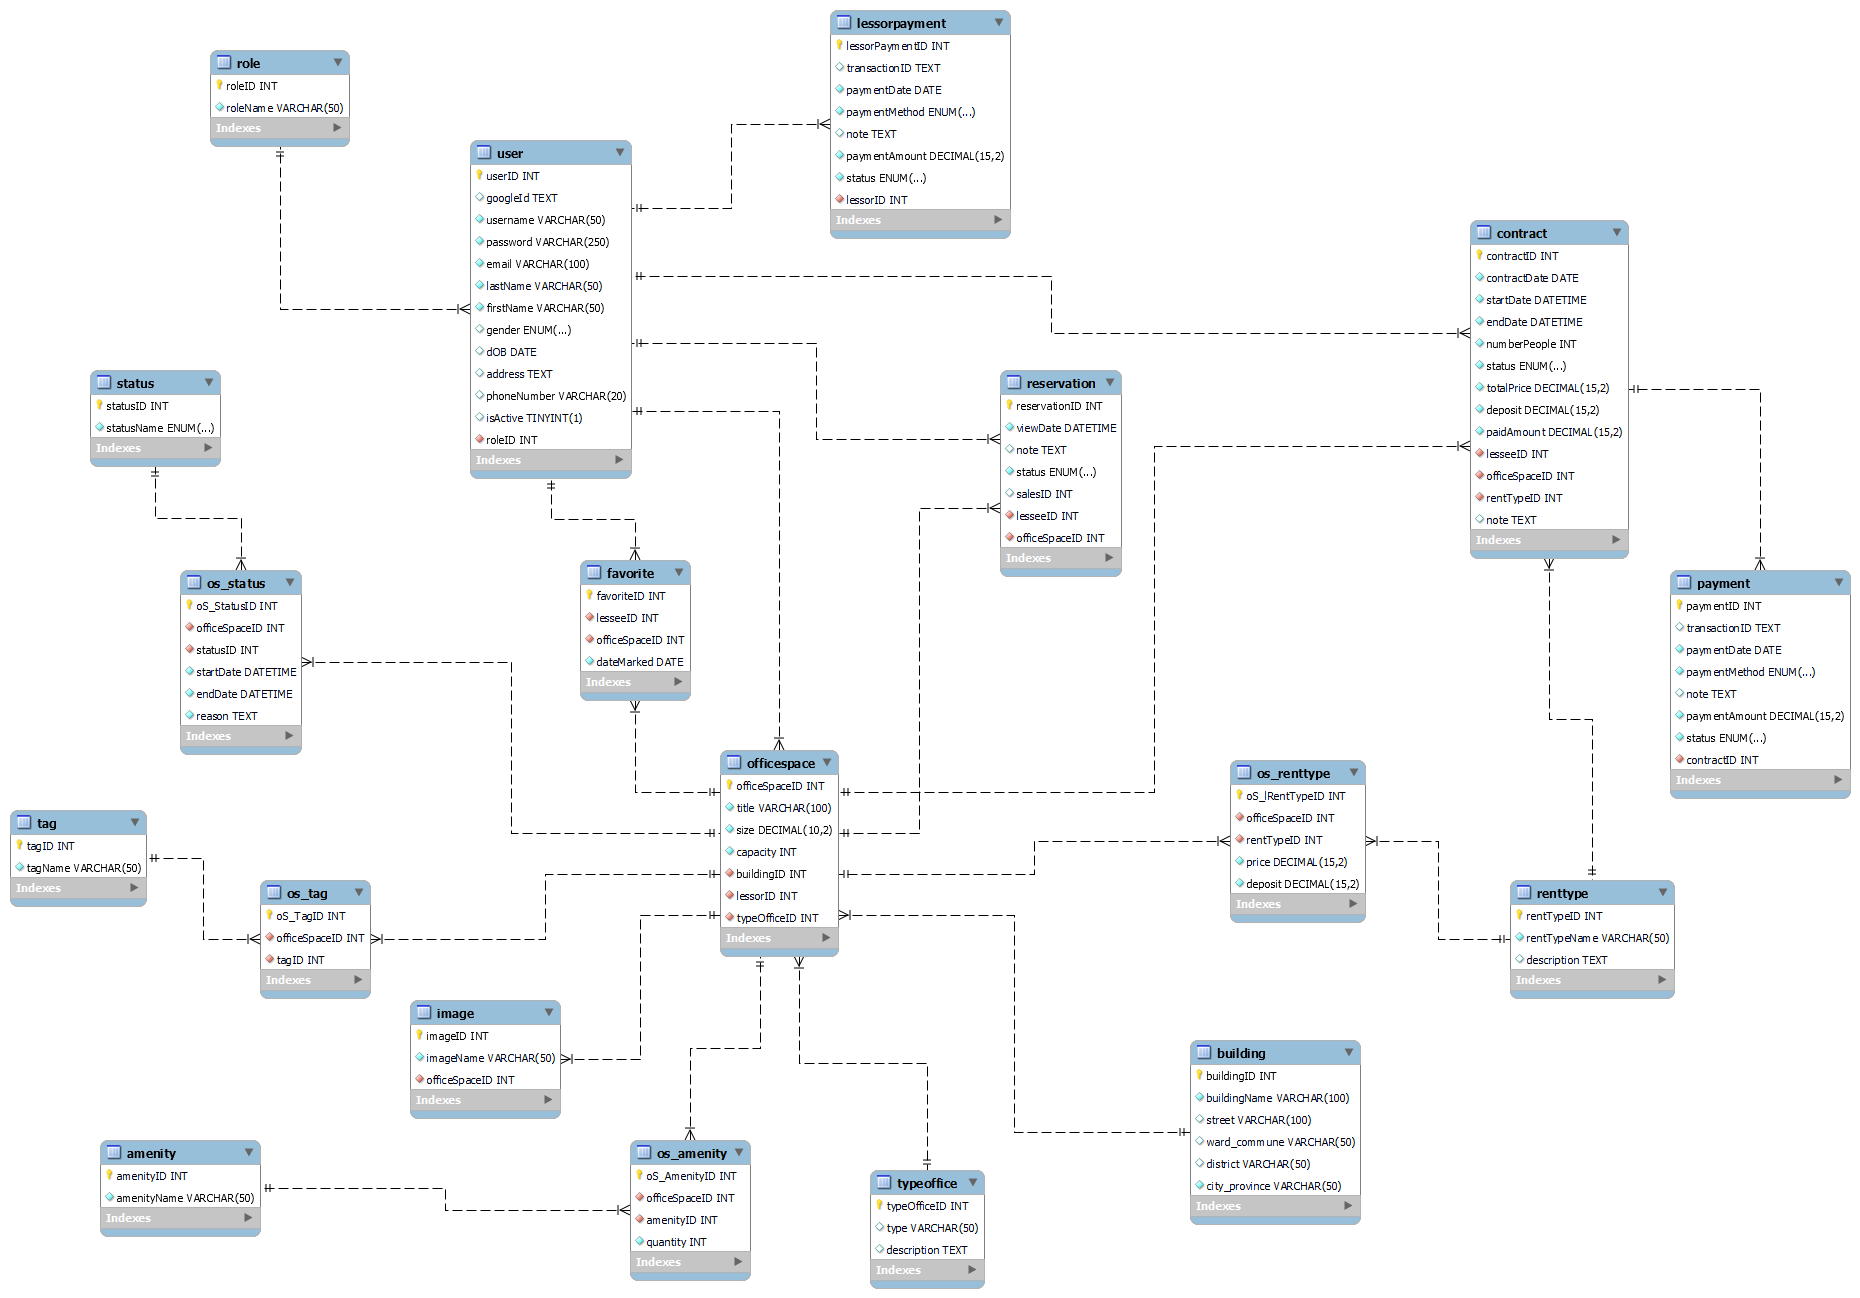 lessorpayment
lessorPaymentID INT
transactionID TEXT
paymentDate DATE
paymentMethod ENUM(...)
note TEXT
paymentAmount DECIMAL(15,2)
status ENUM(...)
lessorID INT
Indexes
role
roleID INT
roleName VARCHAR(50)
Indexes
user
userID INT
googleId TEXT
username VARCHAR(50)
password VARCHAR(250)
email VARCHAR(100)
lastName VARCHAR(50)
firstName VARCHAR(50)
gender ENUM(...)
dOB DATE
address TEXT
phoneNumber VARCHAR(20)
isActive TINYINT(1)
roleID INT
Indexes
contract
contractID INT
contractDate DATE
startDate DATETIME
endDate DATETIME
numberPeople INT
status ENUM(...)
totalPrice DECIMAL(15,2)
deposit DECIMAL(15,2)
paidAmount DECIMAL(15,2)
lesseeID INT
officeSpaceID INT
rentTypeID INT
note TEXT
Indexes
status
statusID INT
statusName ENUM(...)
Indexes
reservation
reservationID INT
viewDate DATETIME
note TEXT
status ENUM(...)
salesID INT
lesseeID INT
officeSpaceID INT
Indexes
os_status
oS_StatusID INT
officeSpaceID INT
statusID INT
startDate DATETIME
endDate DATETIME
reason TEXT
Indexes
favorite
favoriteID INT
lesseeID INT
officeSpaceID INT
dateMarked DATE
Indexes
payment
paymentID INT
transactionID TEXT
paymentDate DATE
paymentMethod ENUM(...)
note TEXT
paymentAmount DECIMAL(15,2)
status ENUM(...)
contractID INT
Indexes
officespace
officeSpaceID INT
title VARCHAR(100)
size DECIMAL(10,2)
capacity INT
buildingID INT
lessorID INT
typeOfficeID INT
Indexes
os_renttype
oS_lRentTypeID INT
officeSpaceID INT
rentTypeID INT
price DECIMAL(15,2)
deposit DECIMAL(15,2)
Indexes
tag
tagID INT
tagName VARCHAR(50)
Indexes
os_tag
oS_TagID INT
officeSpaceID INT
tagID INT
Indexes
renttype
rentTypeID INT
rentTypeName VARCHAR(50)
description TEXT
Indexes
image
imageID INT
imageName VARCHAR(50)
officeSpaceID INT
Indexes
building
buildingID INT
buildingName VARCHAR(100)
street VARCHAR(100)
ward_commune VARCHAR(50)
district VARCHAR(50)
city_province VARCHAR(50)
Indexes
amenity
amenityID INT
amenityName VARCHAR(50)
Indexes
os_amenity
oS_AmenityID INT
officeSpaceID INT
amenityID INT
quantity INT
Indexes
typeoffice
typeOfficeID INT
type VARCHAR(50)
description TEXT
Indexes